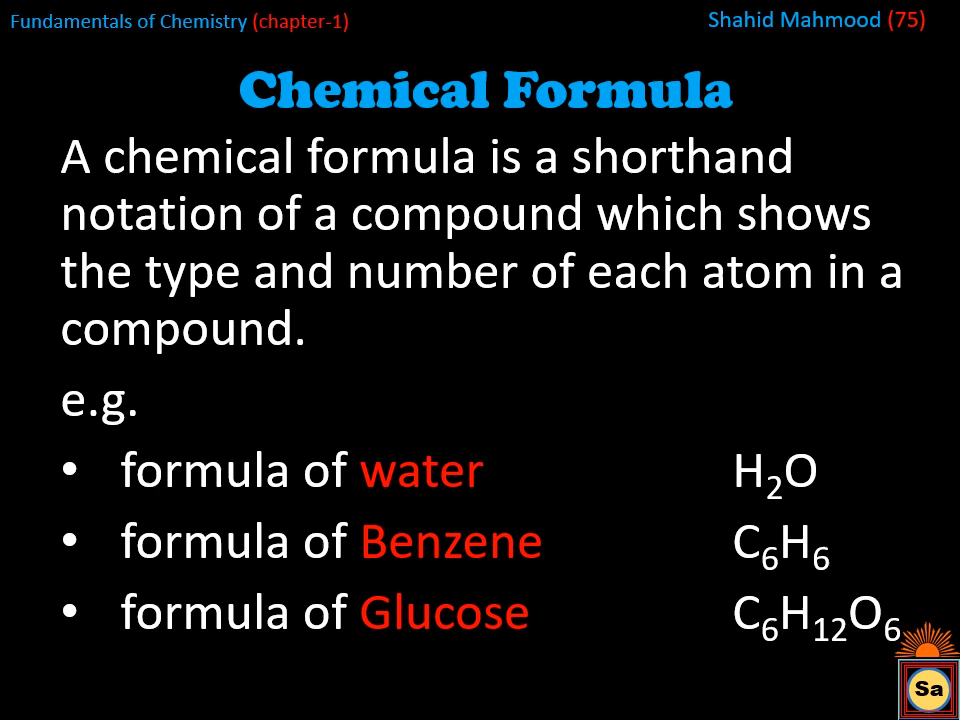 Fundamentals of Chemistry (chapter-1)
Shahid Mahmood (75)
Chemical Formula
A chemical formula is a shorthand
notation of a compound which shows
the type and number of each atom in a
compound.
e.g.
• formula of water H₂O
• formula of Benzene C₆H₆
• formula of Glucose C₆H₁₂O₆
Sa